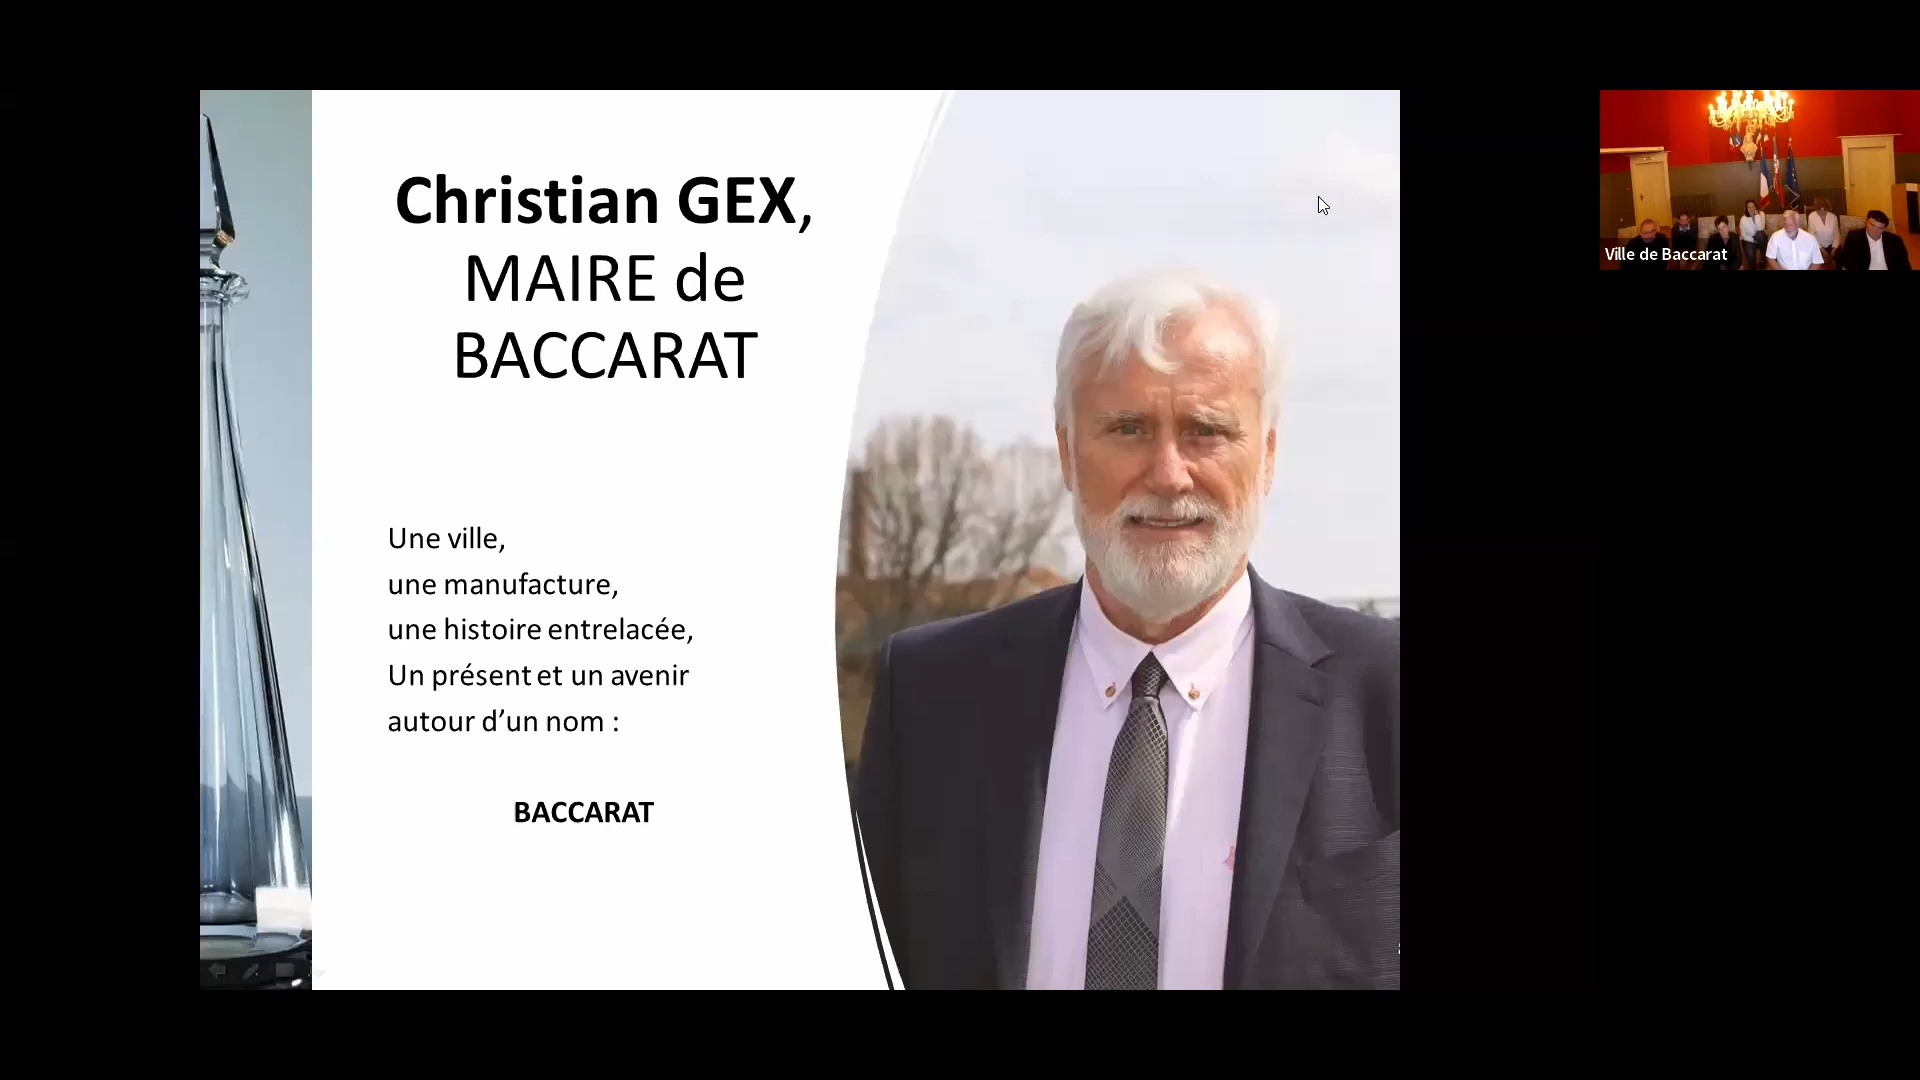 Christian GEX,
MAIRE de
BACCARAT
Une ville,
une manufacture,
une histoire entrelacée,
Un présent et un avenir
autour d’un nom :
BACCARAT
Ville de Baccarat